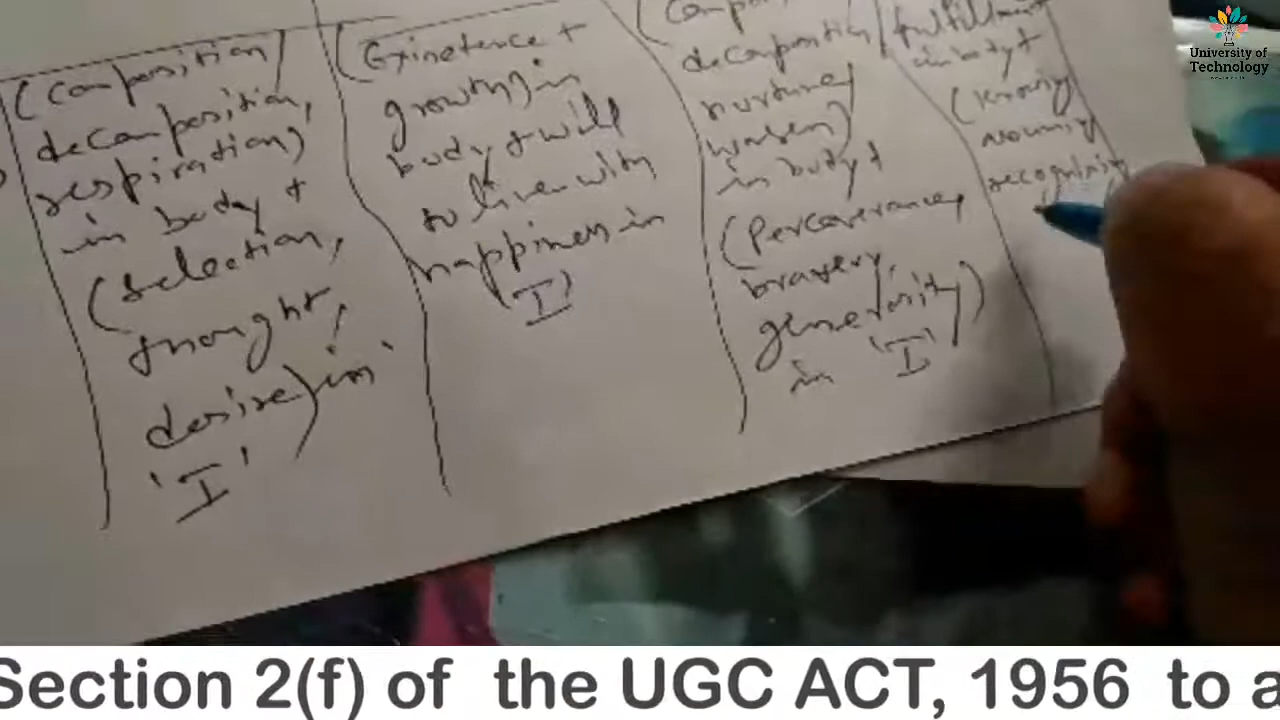 (Composition/
decomposition,
respiration)
in body +
(selection,
thought,
desire) in
'I'
(Existence +
growth) in
body + will
to live with
happiness in
'I'
decomposition/
nurture,
in body +
(Perseverance,
bravery,
generosity)
in 'I'
fulfillment
in body +
University of
Technology
Section 2(f) of the UGC ACT, 1956 to a